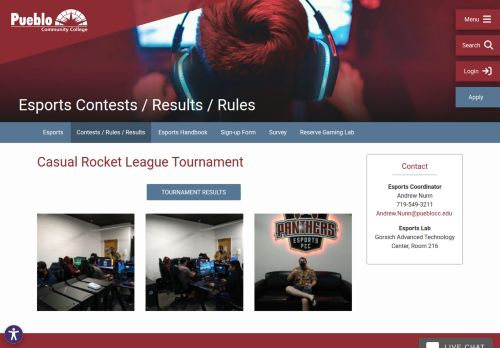 Pueblo
Community College
Menu
Search
Login
Apply
Esports Contests / Results / Rules
Esports
Contests / Rules / Results
Esports Handbook
Sign-up Form
Survey
Reserve Gaming Lab
Casual Rocket League Tournament
TOURNAMENT RESULTS
PANTHERS
ESPORTS
PCC
Contact
Esports Coordinator
Andrew Nunn
719-549-3211
Andrew.Nunn@pueblocc.edu
Esports Lab
Gorsich Advanced Technology
Center, Room 216
LIVE CHAT